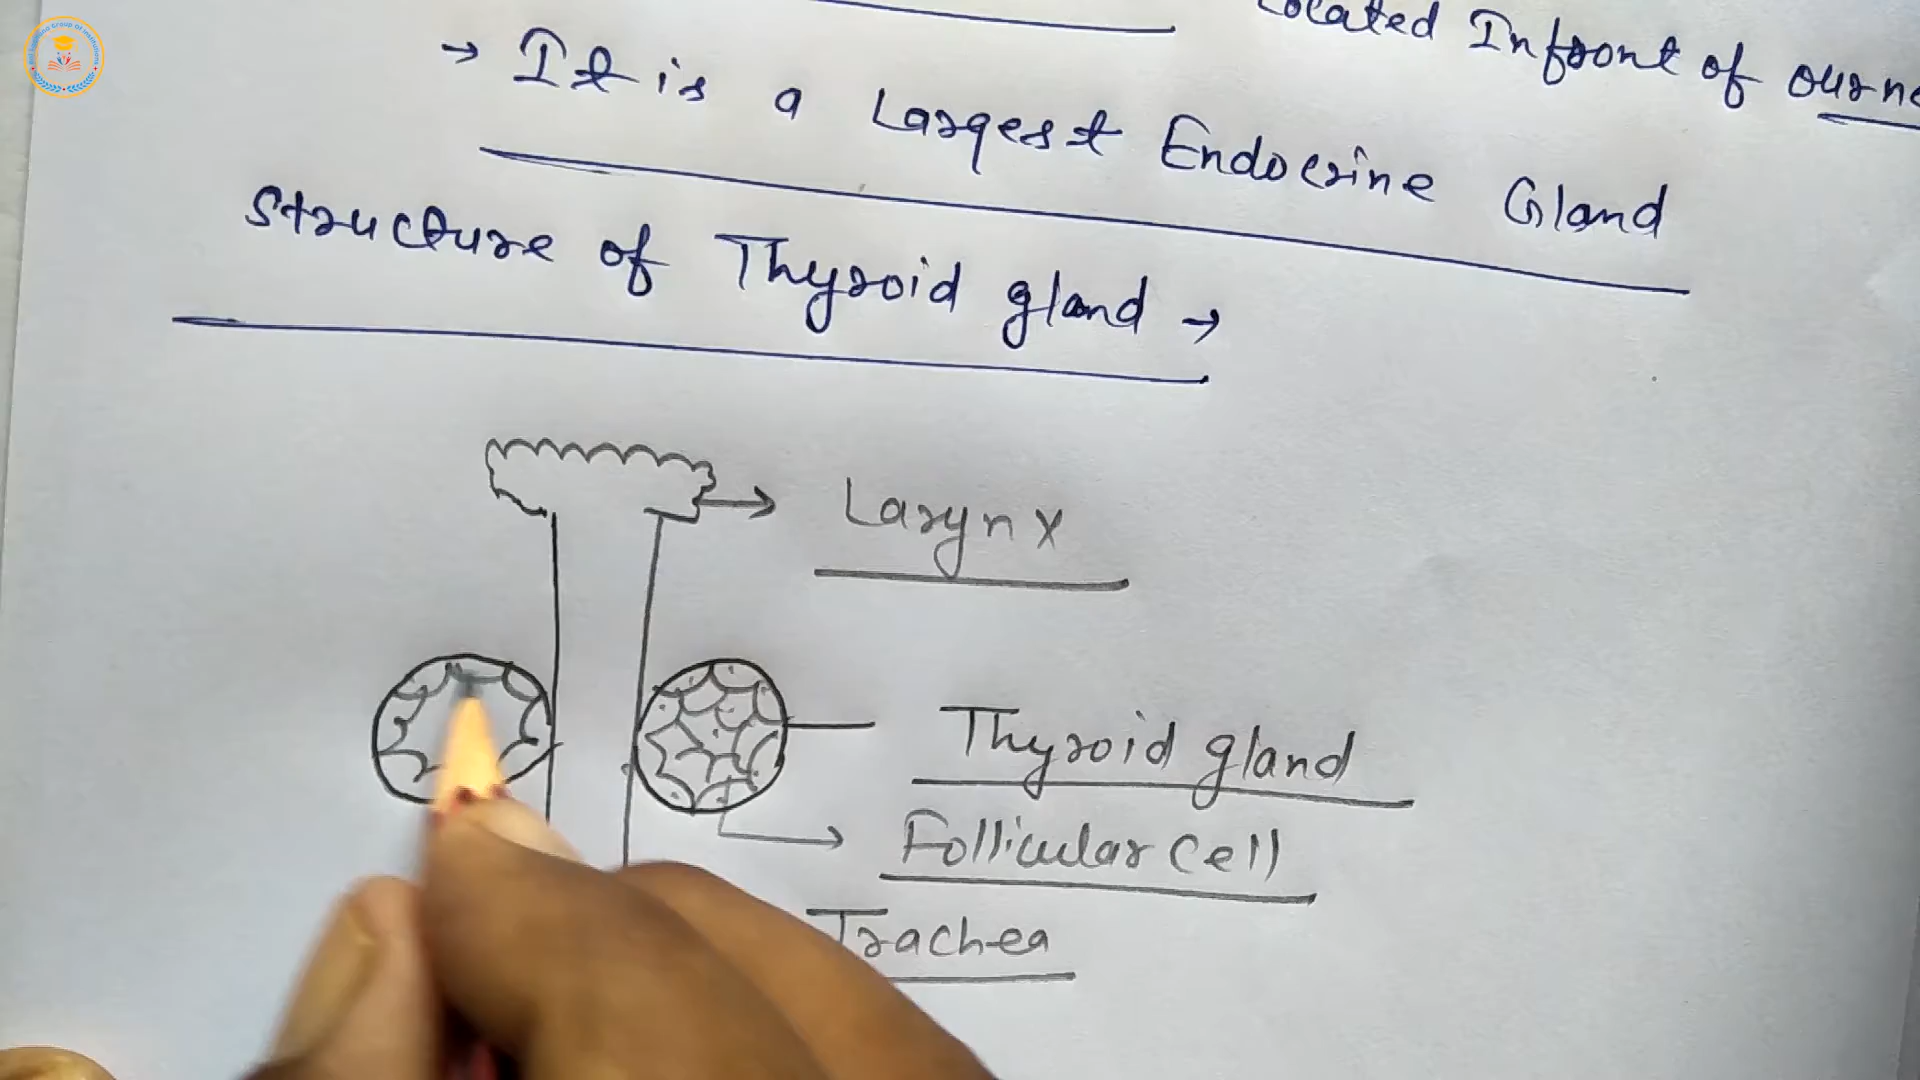 Located Infront of our
→ It is a Largest Endocrine Gland
Structure of Thyroid gland →
Larynx
Thyroid gland
Follicular Cell
Trachea